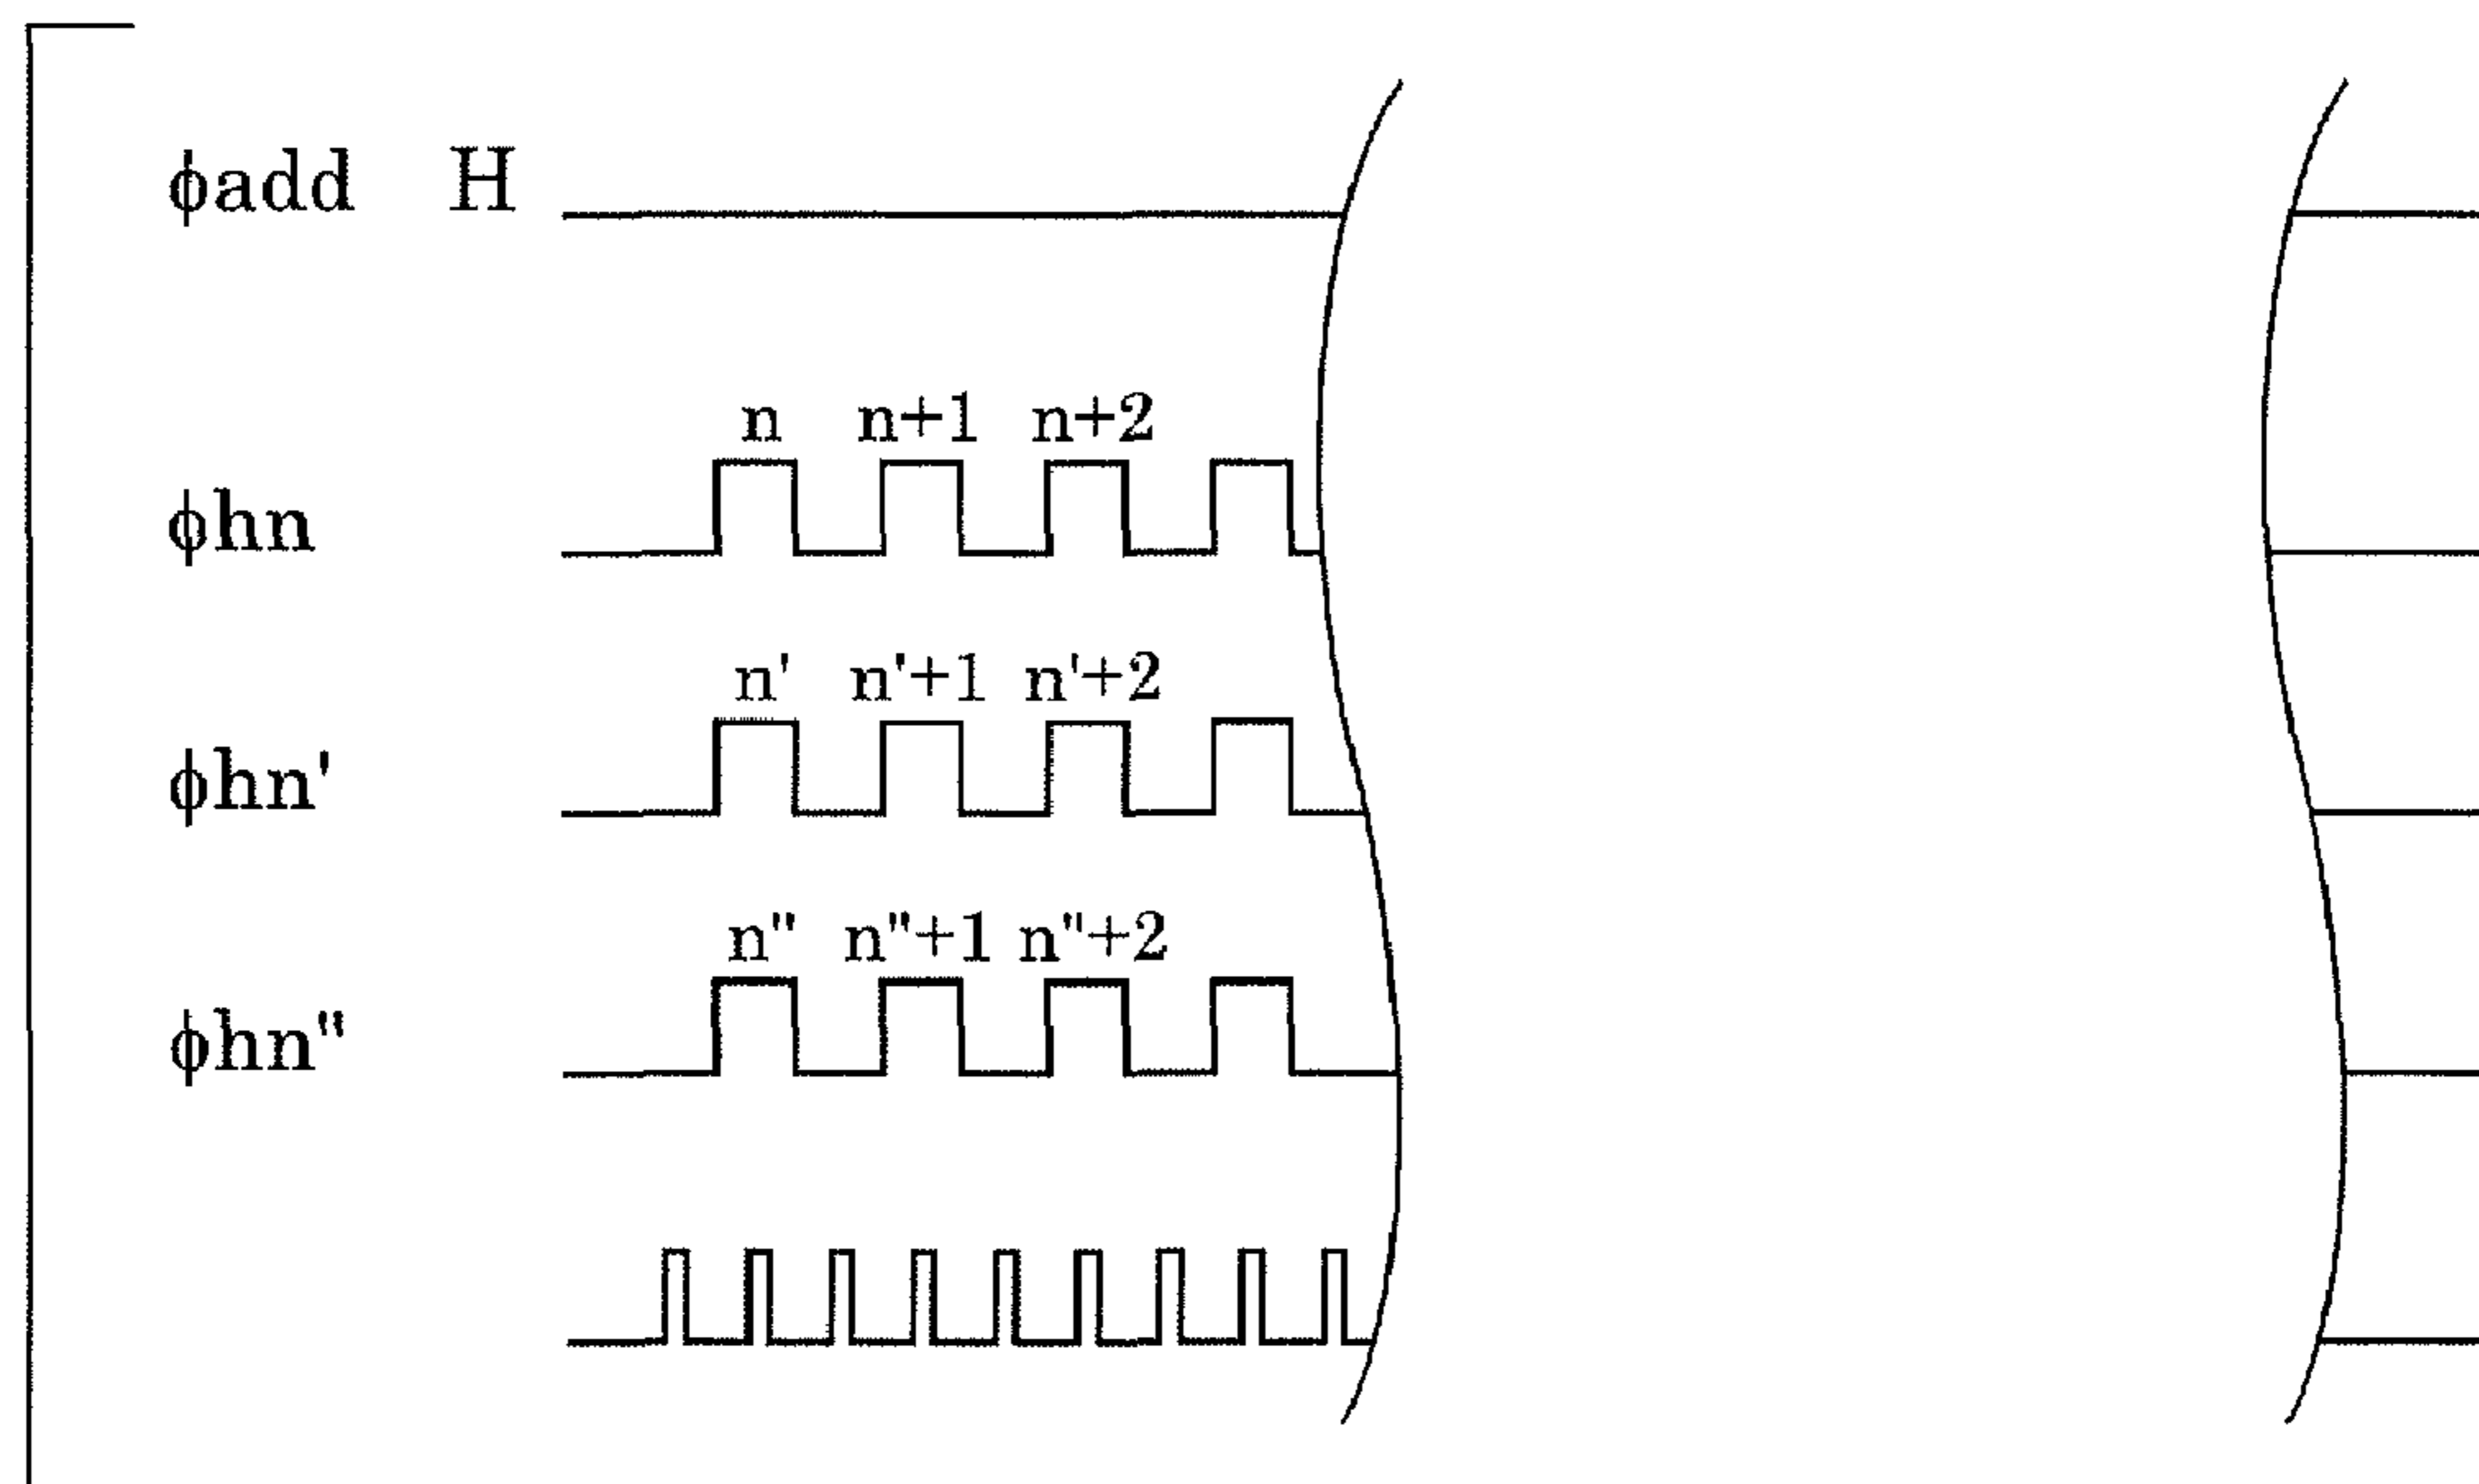 ϕadd H
n n+1 n+2
ϕhn
n' n'+1 n'+2
ϕhn'
n" n"+1 n"+2
ϕhn"